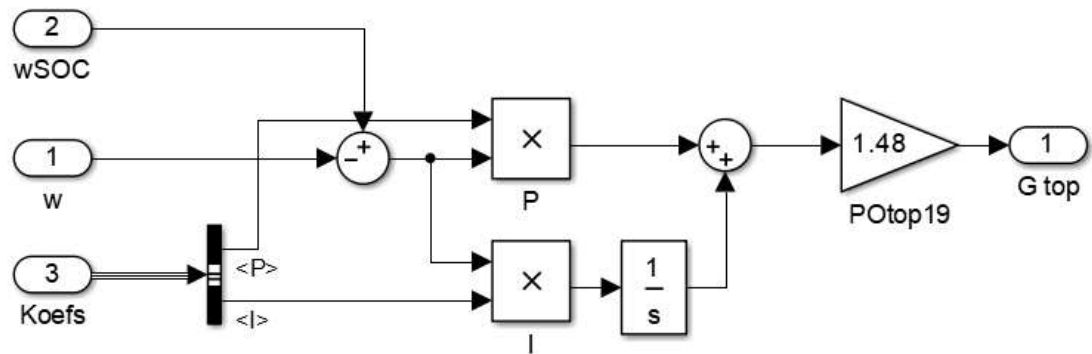 2
wSOC
1
w
3
Koefs
<P>
<I>
− +
×
P
×
I
1
s
+ +
1.48
POtop19
1
G top